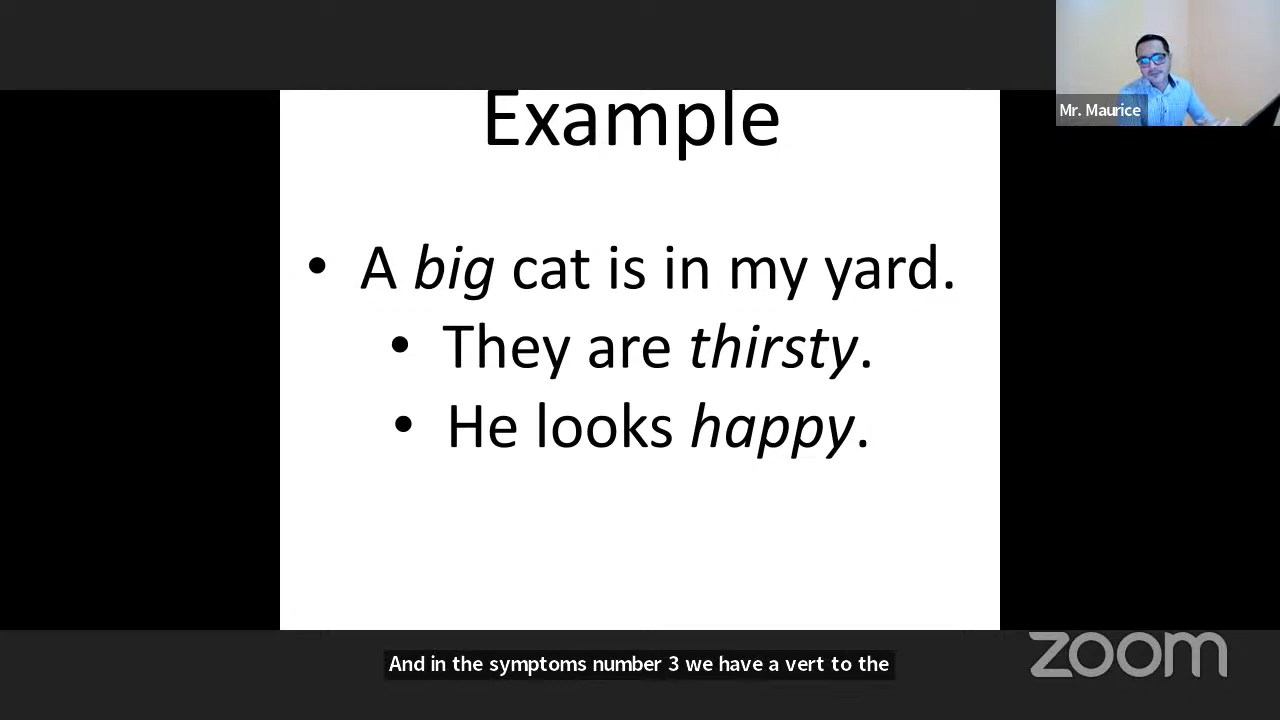 Mr. Maurice
Example
• A big cat is in my yard.
• They are thirsty.
• He looks happy.
And in the symptoms number 3 we have a vert to the
zoom